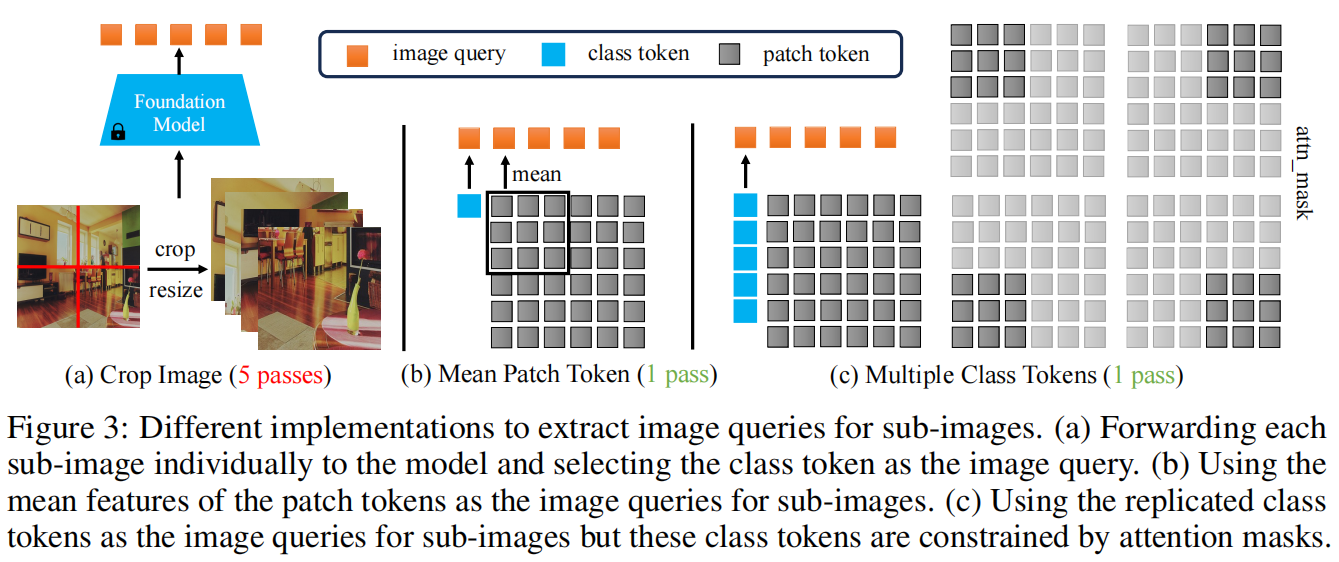 image query
class token
patch token
Foundation
Model
crop
resize
mean
attn_mask
(a) Crop Image (5 passes)
(b) Mean Patch Token (1 pass)
(c) Multiple Class Tokens (1 pass)
Figure 3: Different implementations to extract image queries for sub-images. (a) Forwarding each
sub-image individually to the model and selecting the class token as the image query. (b) Using the
mean features of the patch tokens as the image queries for sub-images. (c) Using the replicated class
tokens as the image queries for sub-images but these class tokens are constrained by attention masks.